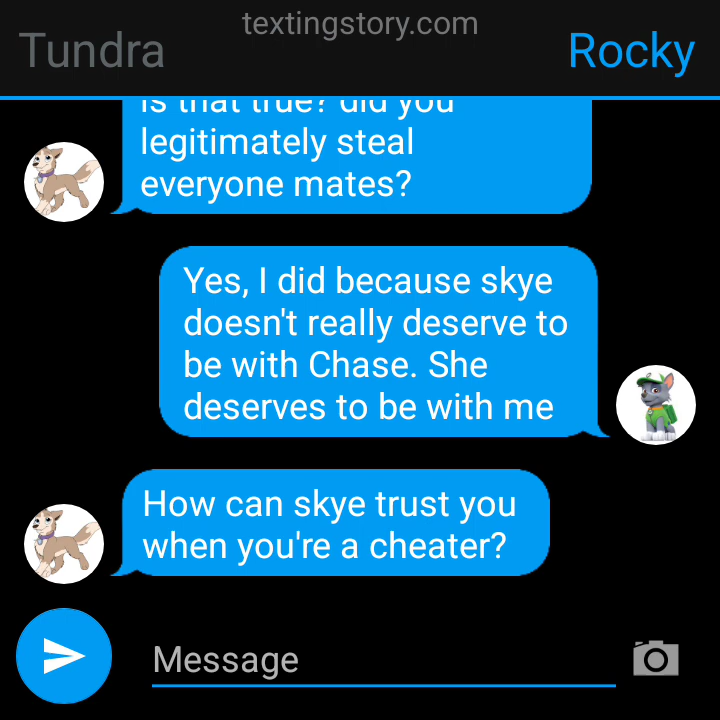 textingstory.com
Tundra
Rocky
is that true? did you
legitimately steal
everyone mates?
Yes, I did because skye
doesn't really deserve to
be with Chase. She
deserves to be with me
How can skye trust you
when you're a cheater?
Message